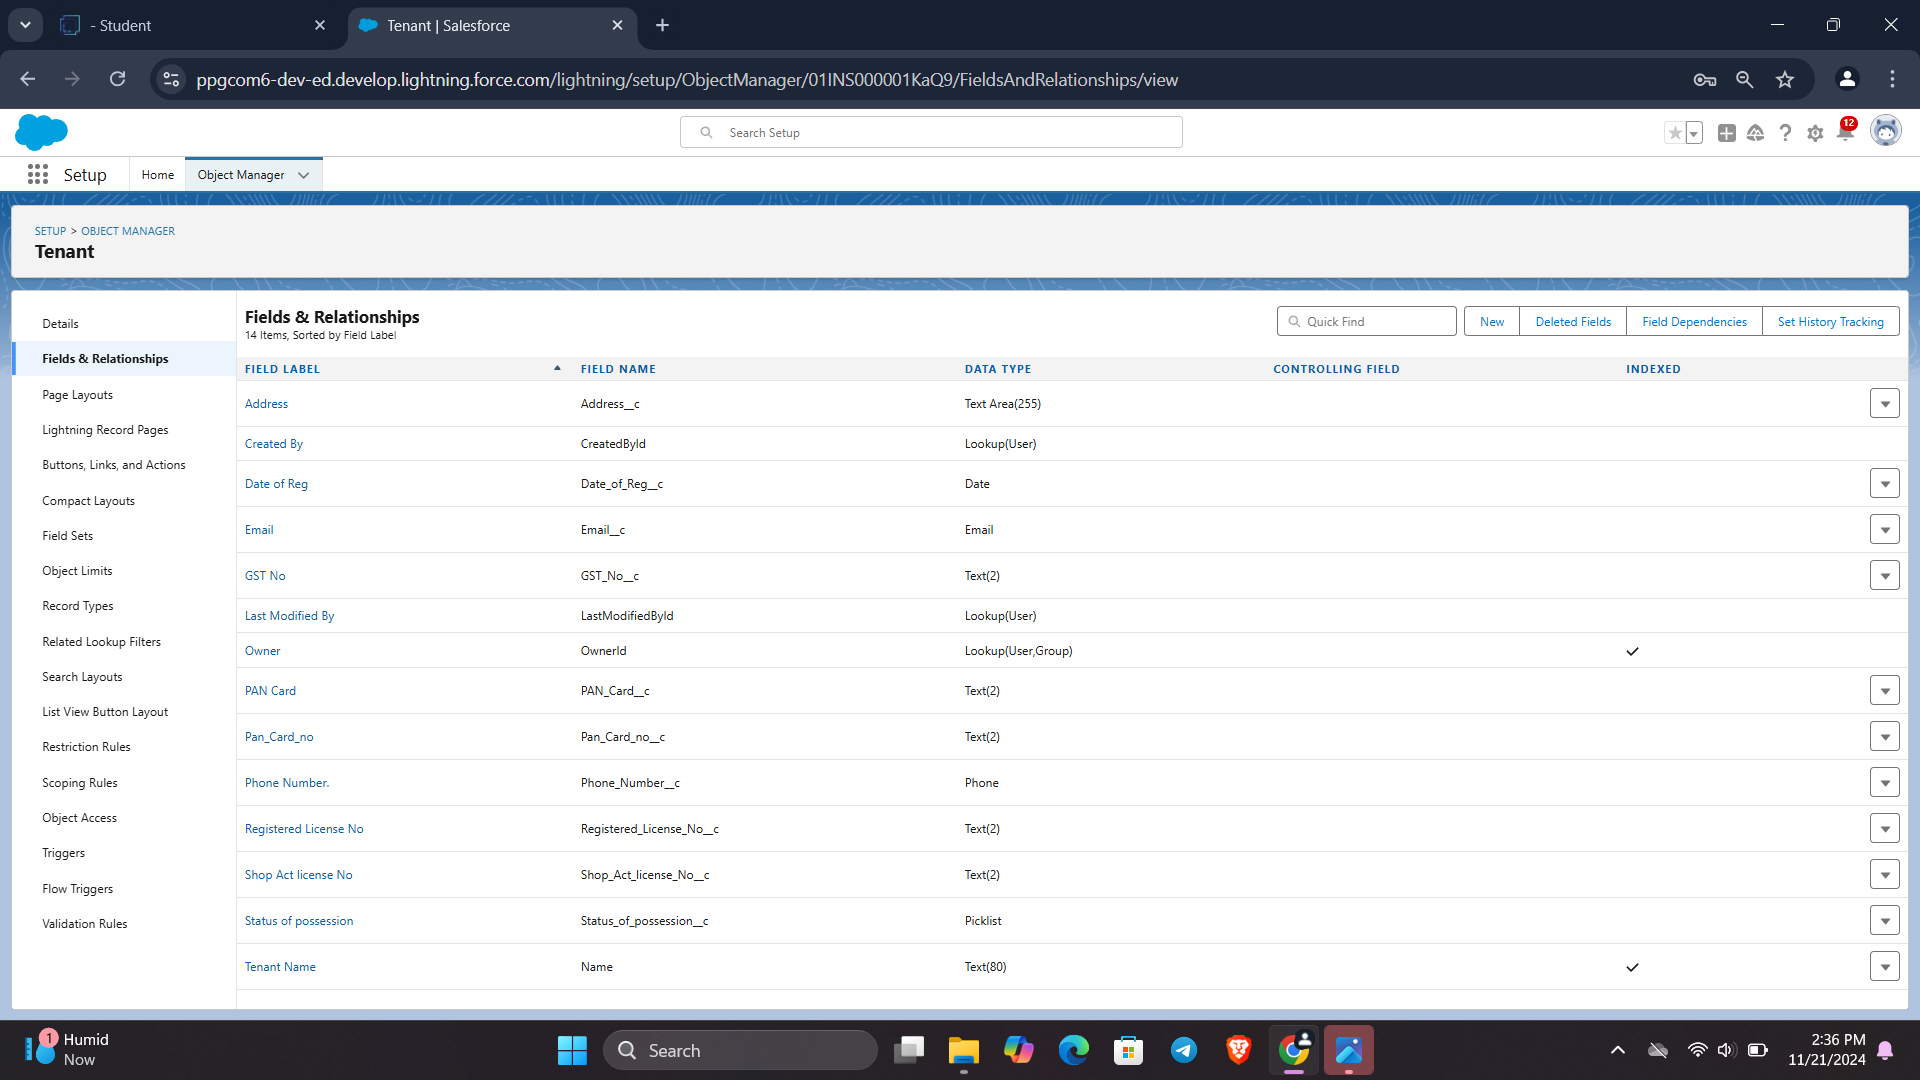 - Student
Tenant | Salesforce
ppgcom6-dev-ed.develop.lightning.force.com/lightning/setup/ObjectManager/01INS000001KaQ9/FieldsAndRelationships/view
Search Setup
12
Setup
Home
Object Manager
SETUP > OBJECT MANAGER
Tenant
Details
Fields & Relationships
Page Layouts
Lightning Record Pages
Buttons, Links, and Actions
Compact Layouts
Field Sets
Object Limits
Record Types
Related Lookup Filters
Search Layouts
List View Button Layout
Restriction Rules
Scoping Rules
Object Access
Triggers
Flow Triggers
Validation Rules
Fields & Relationships
14 Items, Sorted by Field Label
Quick Find
New
Deleted Fields
Field Dependencies
Set History Tracking
FIELD LABEL FIELD NAME DATA TYPE CONTROLLING FIELD INDEXED
Address Address__c Text Area(255)
Created By CreatedById Lookup(User)
Date of Reg Date_of_Reg__c Date
Email Email__c Email
GST No GST_No__c Text(2)
Last Modified By LastModifiedById Lookup(User)
Owner OwnerId Lookup(User,Group)
PAN Card PAN_Card__c Text(2)
Pan_Card_no Pan_Card_no__c Text(2)
Phone Number. Phone_Number__c Phone
Registered License No Registered_License_No__c Text(2)
Shop Act license No Shop_Act_license_No__c Text(2)
Status of possession Status_of_possession__c Picklist
Tenant Name Name Text(80)
1
Humid
Now
Search
2:36 PM
11/21/2024